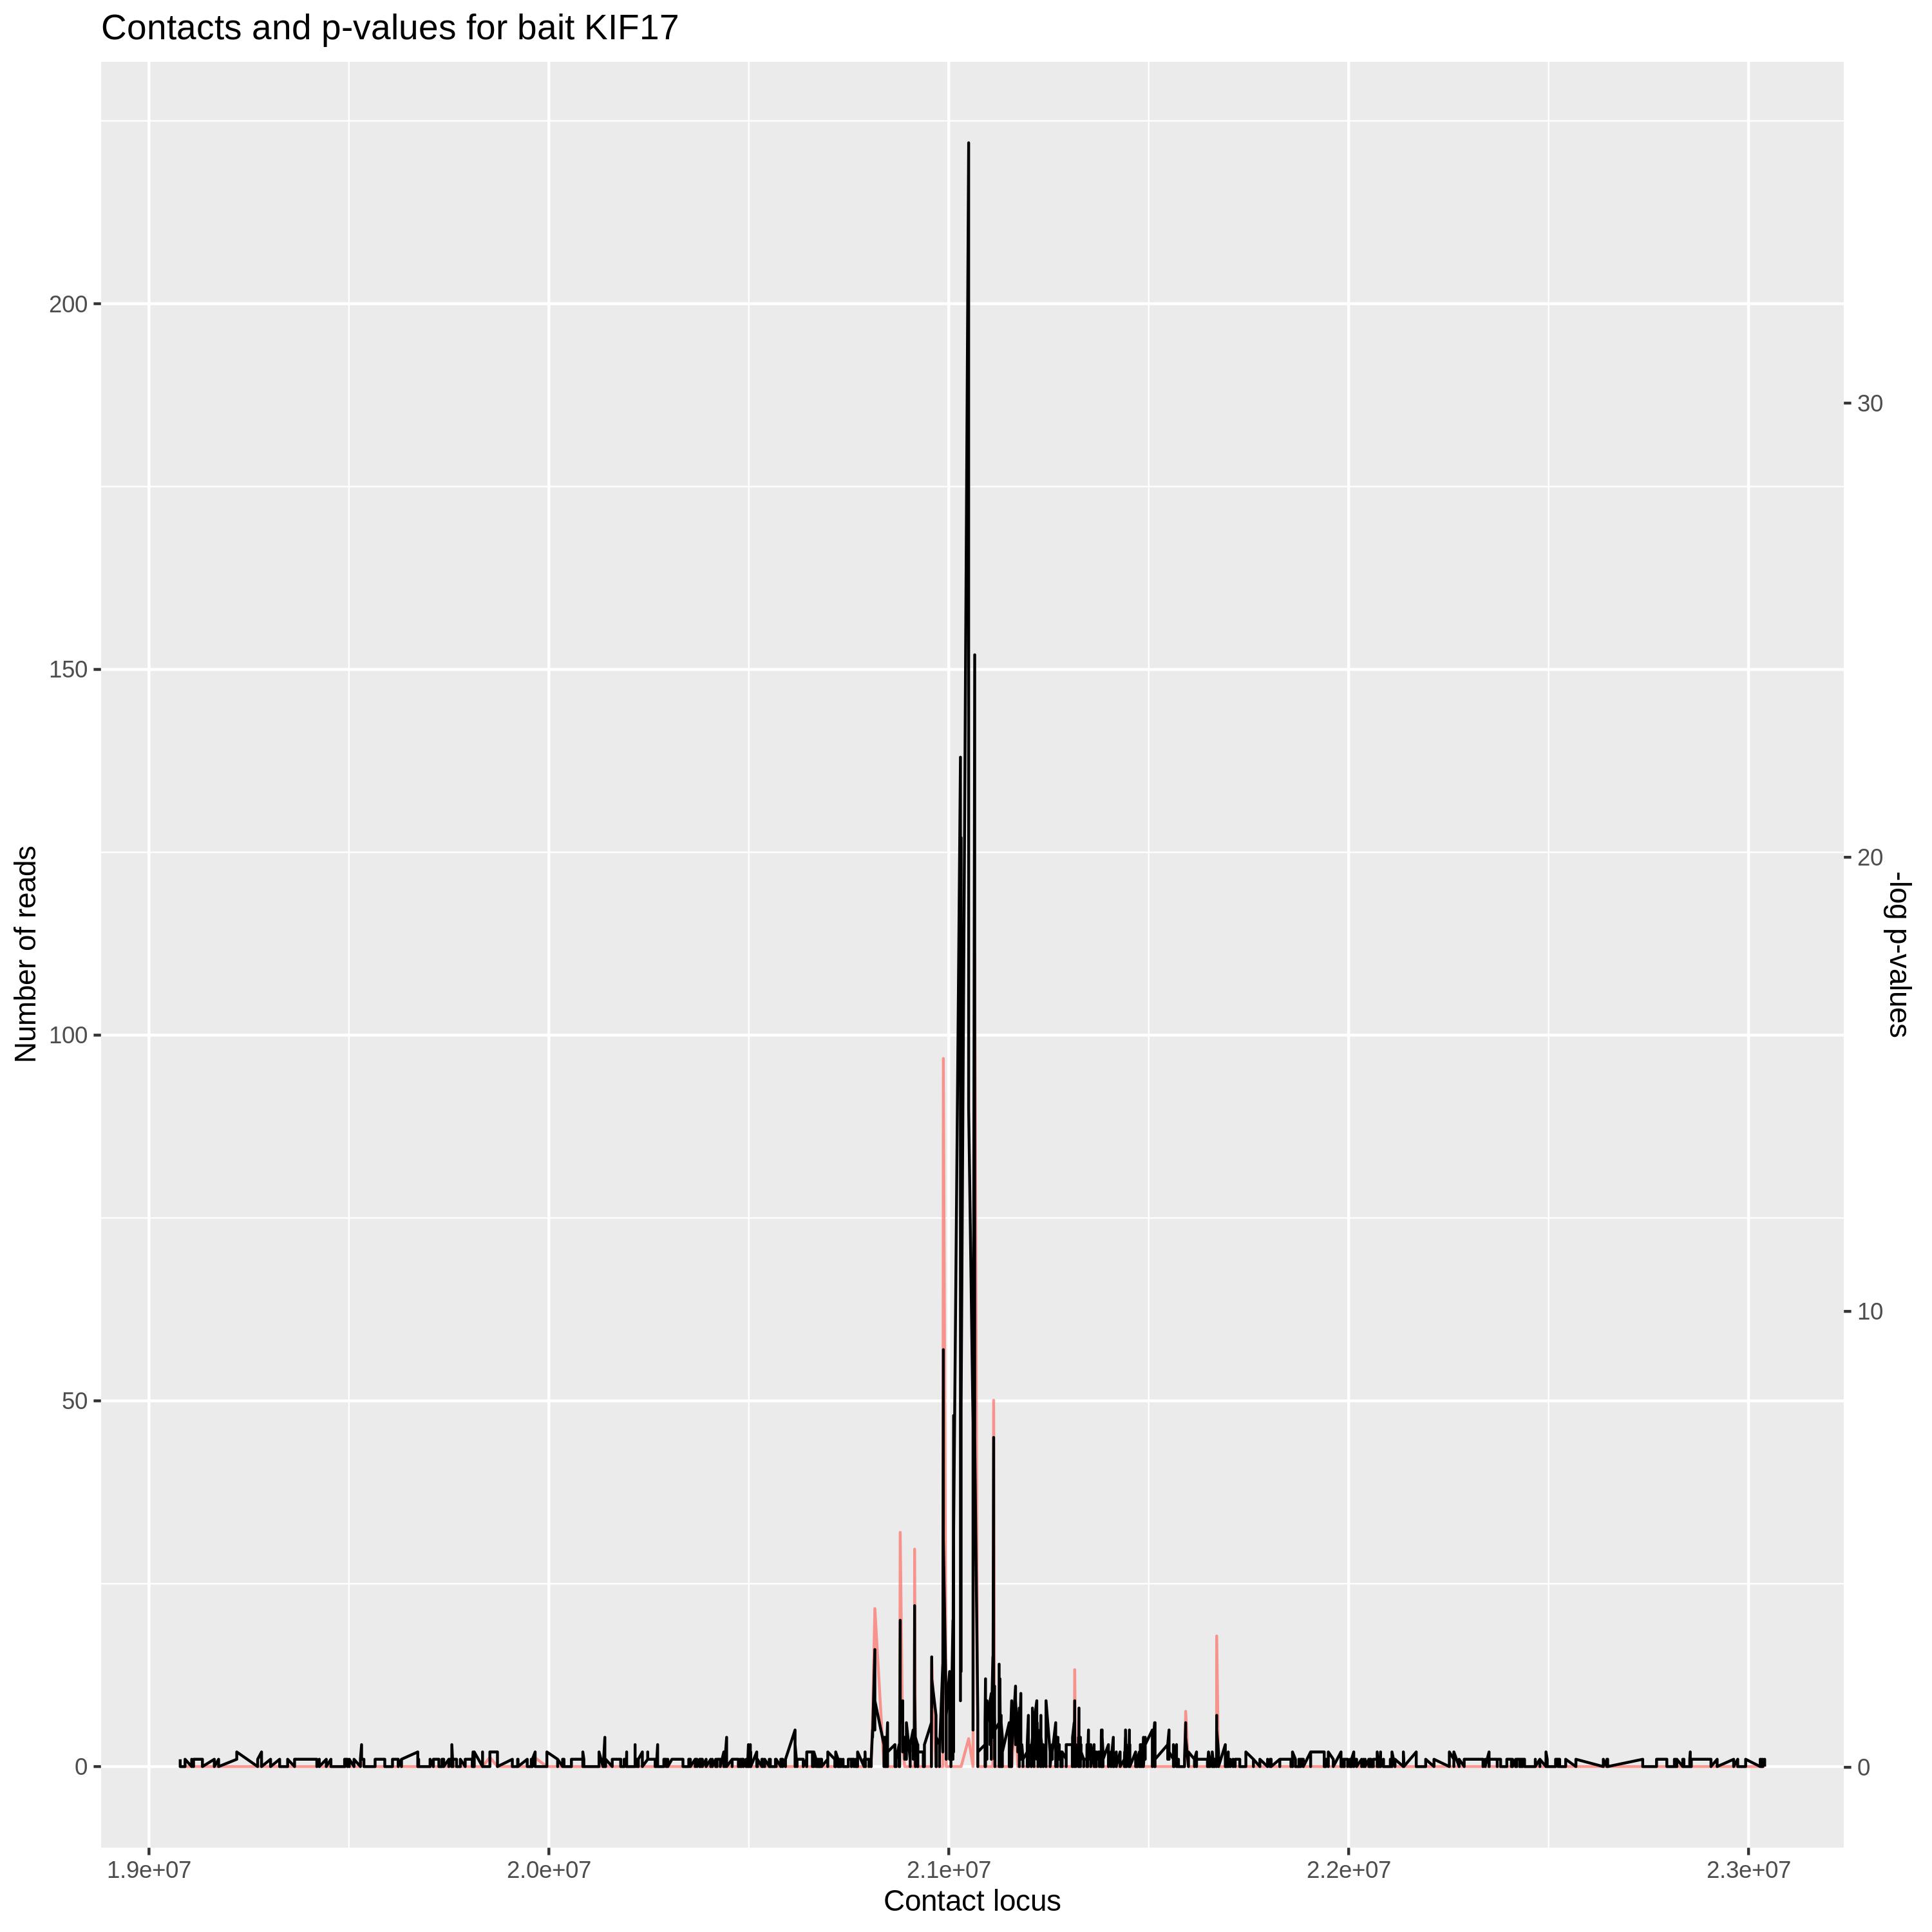 Contacts and p-values for bait KIF17
200
150
100
50
0
Number of reads
30
20
10
0
-log p-values
1.9e+07 2.0e+07 2.1e+07 2.2e+07 2.3e+07
Contact locus